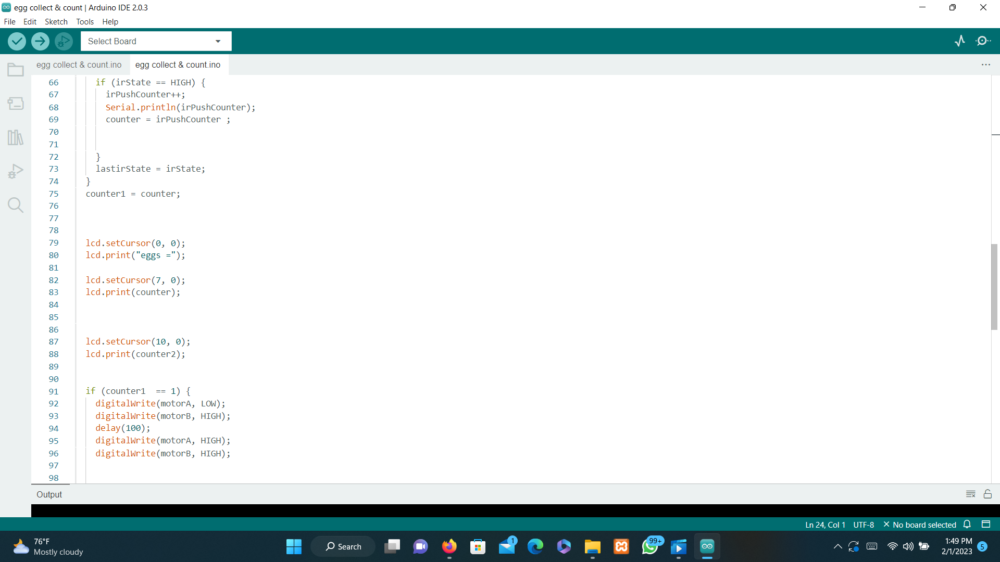 egg collect & count | Arduino IDE 2.0.3
File Edit Sketch Tools Help
Select Board
egg collect & count.ino egg collect & count.ino
66 if (irState == HIGH) {
67 irPushCounter++;
68 Serial.println(irPushCounter);
69 counter = irPushCounter ;
70
71
72 }
73 lastirState = irState;
74 }
75 counter1 = counter;
76
77
78
79 lcd.setCursor(0, 0);
80 lcd.print("eggs =");
81
82 lcd.setCursor(7, 0);
83 lcd.print(counter);
84
85
86
87 lcd.setCursor(10, 0);
88 lcd.print(counter2);
89
90
91 if (counter1  == 1) {
92 digitalWrite(motorA, LOW);
93 digitalWrite(motorB, HIGH);
94 delay(100);
95 digitalWrite(motorA, HIGH);
96 digitalWrite(motorB, HIGH);
97
98
Output
Ln 24, Col 1 UTF-8 × No board selected
76°F
Mostly cloudy
Search
1
99+
1:49 PM
2/1/2023
5